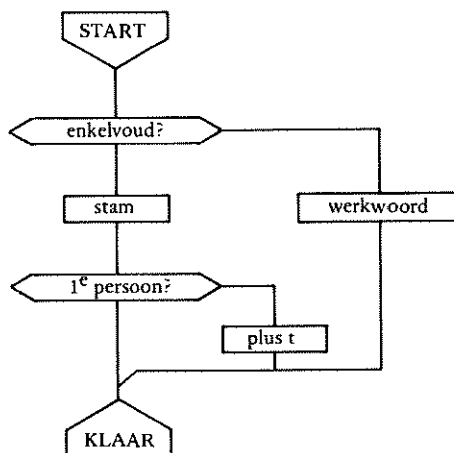 START
enkelvoud?
stam
werkwoord
1e persoon?
plus t
KLAAR